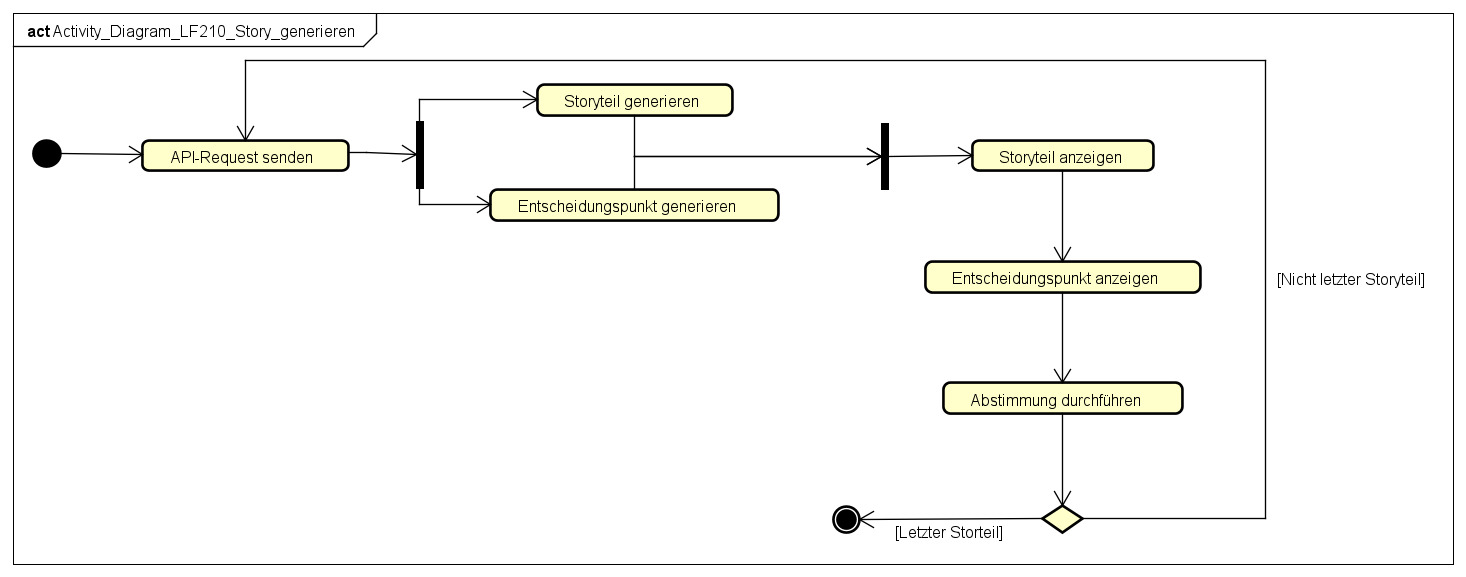 act Activity_Diagram_LF210_Story_generieren
Storyteil generieren
API-Request senden
Storyteil anzeigen
Entscheidungspunkt generieren
Entscheidungspunkt anzeigen
[Nicht letzter Storyteil]
Abstimmung durchführen
[Letzter Storteil]